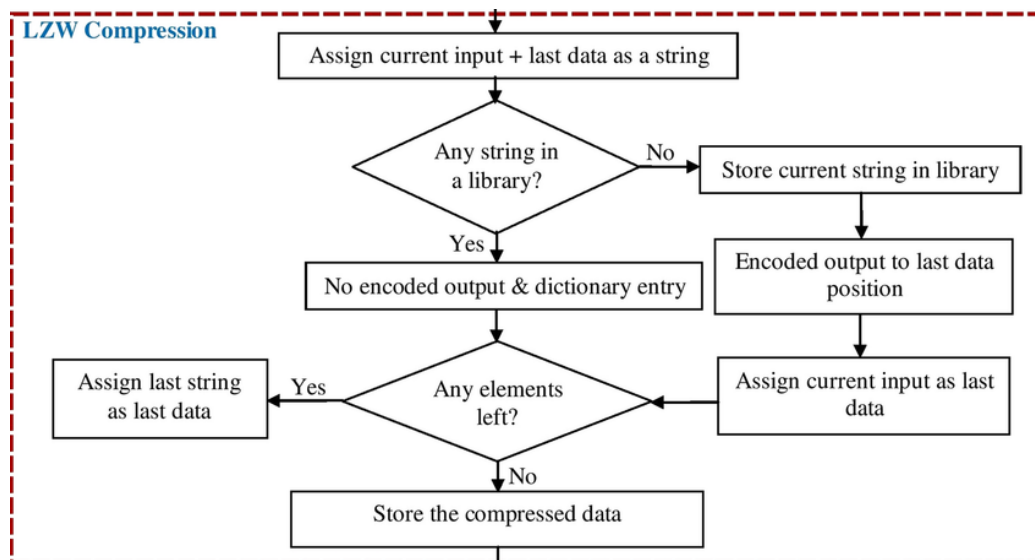 LZW Compression
Assign current input + last data as a string
Any string in
a library?
No
Store current string in library
Yes
Encoded output to last data
position
No encoded output & dictionary entry
Assign last string
as last data
Yes
Any elements
left?
Assign current input as last
data
No
Store the compressed data